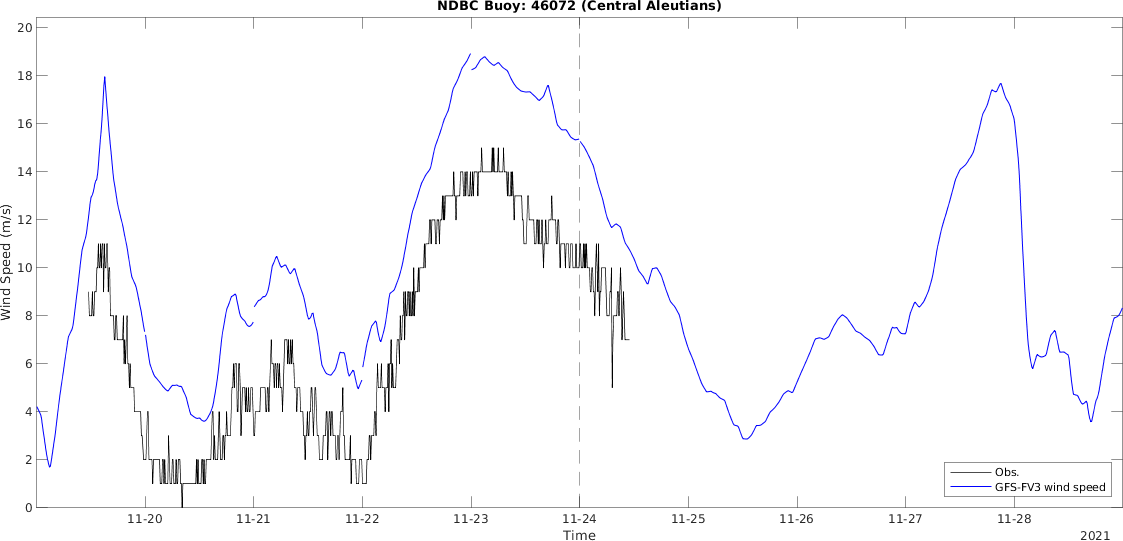 NDBC Buoy: 46072 (Central Aleutians)
20
18
16
14
12
10
8
6
4
2
0
Wind Speed (m/s)
Obs.
GFS-FV3 wind speed
11-20 11-21 11-22 11-23 11-24 11-25 11-26 11-27 11-28
Time
2021